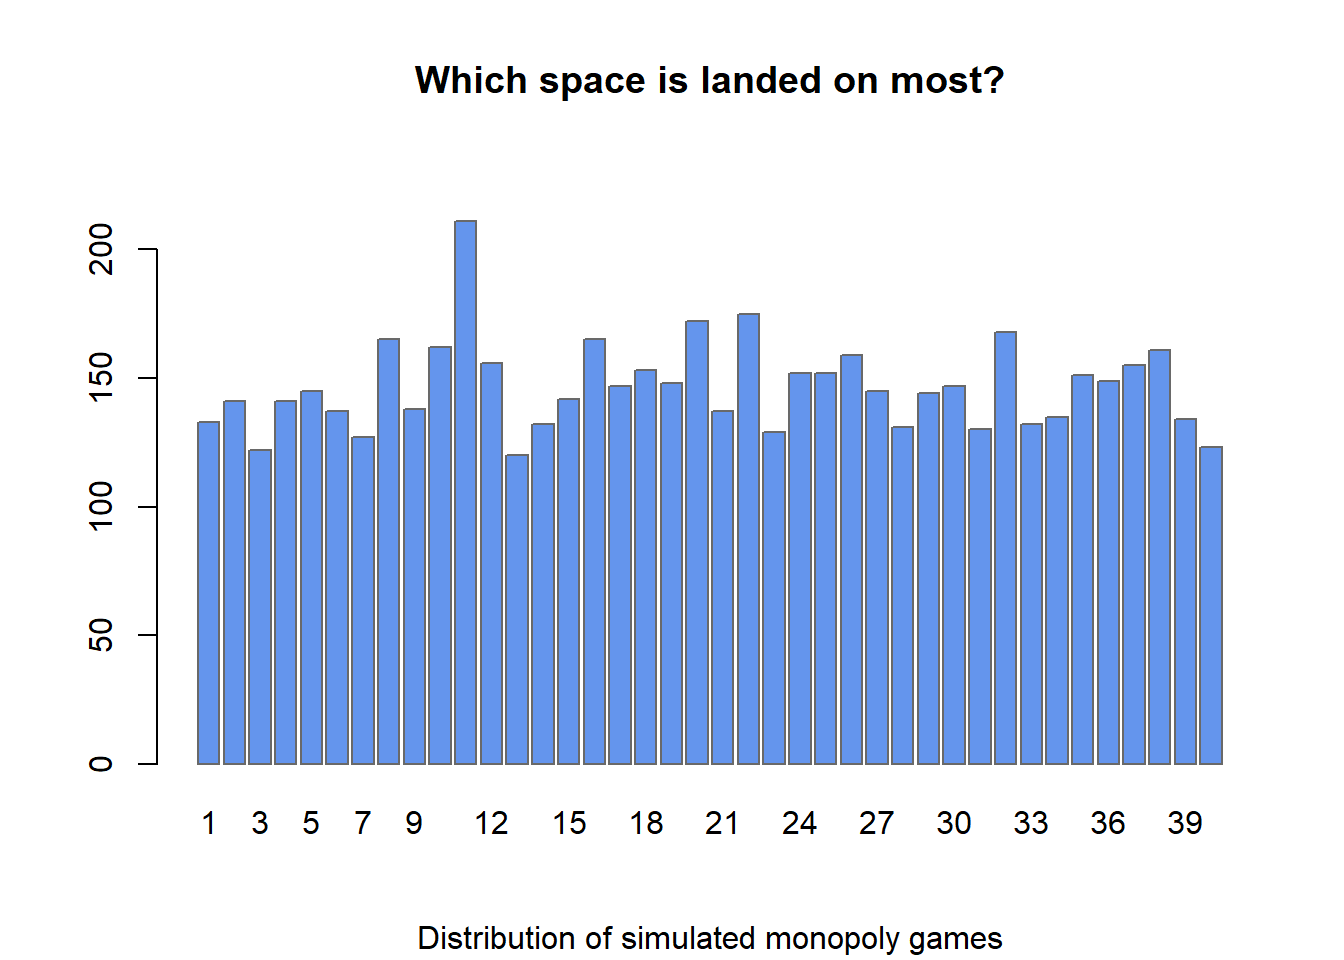 Which space is landed on most?
200
150
100
50
0
1 3 5 7 9 12 15 18 21 24 27 30 33 36 39
Distribution of simulated monopoly games